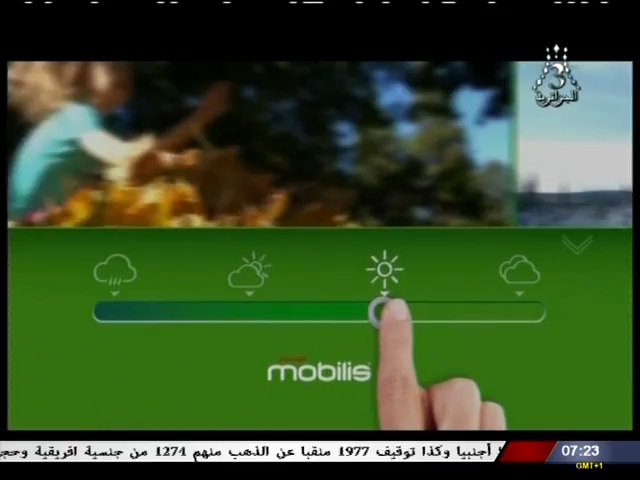 3
الجزائرية
mobilis
أجنبيا وكذا توقيف 1977 منقبا عن الذهب منهم 1274 من جنسية افريقية وحجز
07:23
GMT+1